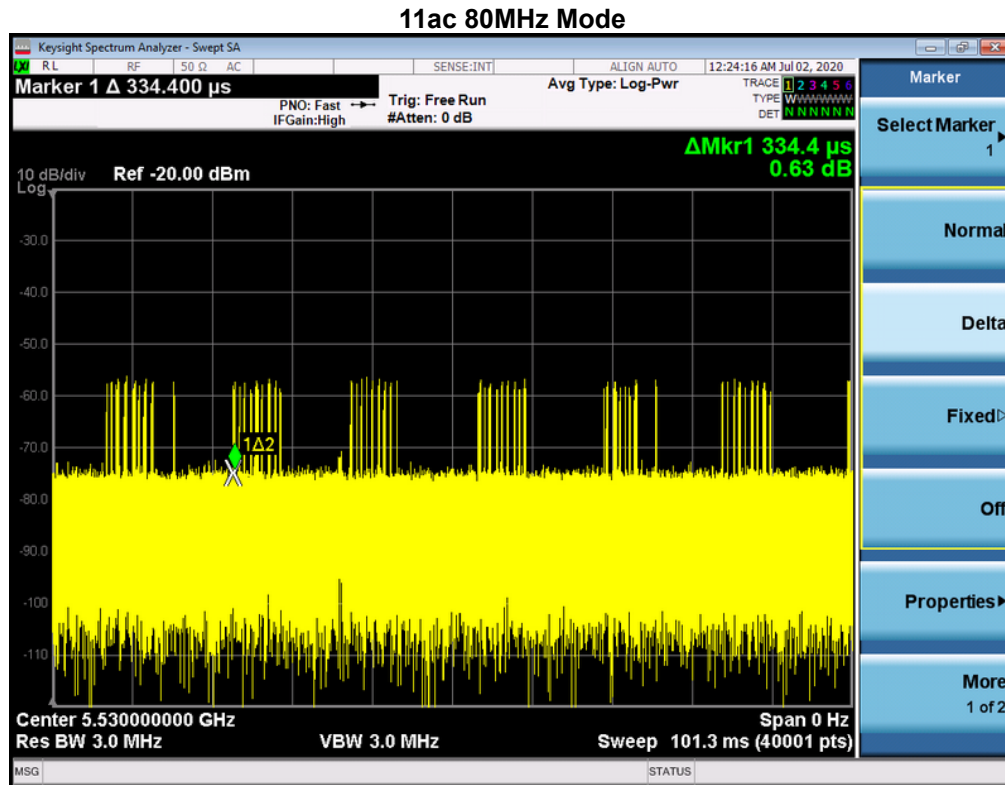 11ac 80MHz Mode
Keysight Spectrum Analyzer - Swept SA
LXI RL RF 50 Ω AC SENSE:INT ALIGN AUTO 12:24:16 AM Jul 02, 2020
Marker 1 Δ 334.400 µs
PNO: Fast
IFGain:High
Trig: Free Run
#Atten: 0 dB
Avg Type: Log-Pwr
TRACE 1 2 3 4 5 6
TYPE WWWWWW
DET N N N N N N
ΔMkr1 334.4 µs
0.63 dB
10 dB/div Ref -20.00 dBm
Log
-30.0
-40.0
-50.0
-60.0
-70.0
-80.0
-90.0
-100
-110
1Δ2
Center 5.530000000 GHz Span 0 Hz
Res BW 3.0 MHz VBW 3.0 MHz Sweep 101.3 ms (40001 pts)
MSG STATUS
Marker
Select Marker
1
Normal
Delta
Fixed
Off
Properties
More
1 of 2